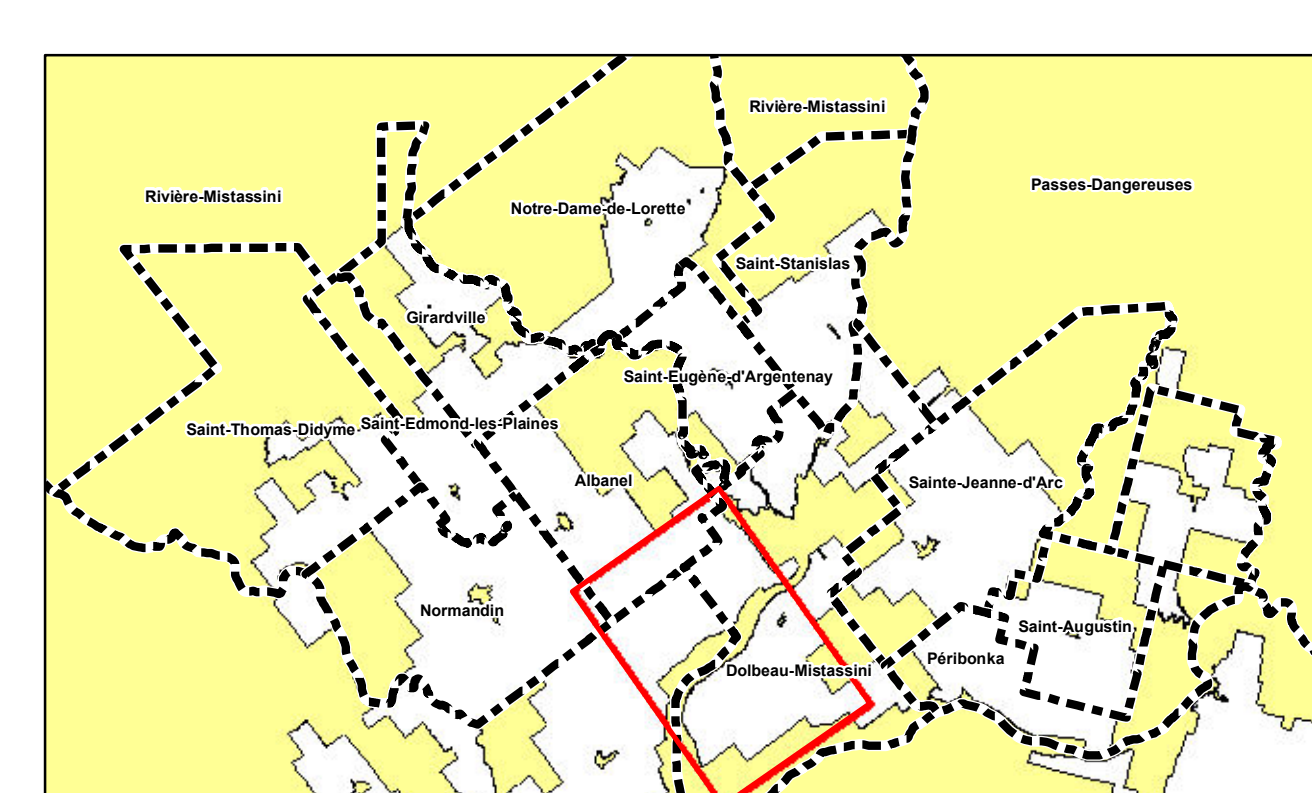 Rivière-Mistassini
Passes-Dangereuses
Rivière-Mistassini
Notre-Dame-de-Lorette
Saint-Stanislas
Girardville
Saint-Eugène-d'Argentenay
Saint-Thomas-Didyme
Saint-Edmond-les-Plaines
Albanel
Sainte-Jeanne-d'Arc
Normandin
Saint-Augustin
Péribonka
Dolbeau-Mistassini